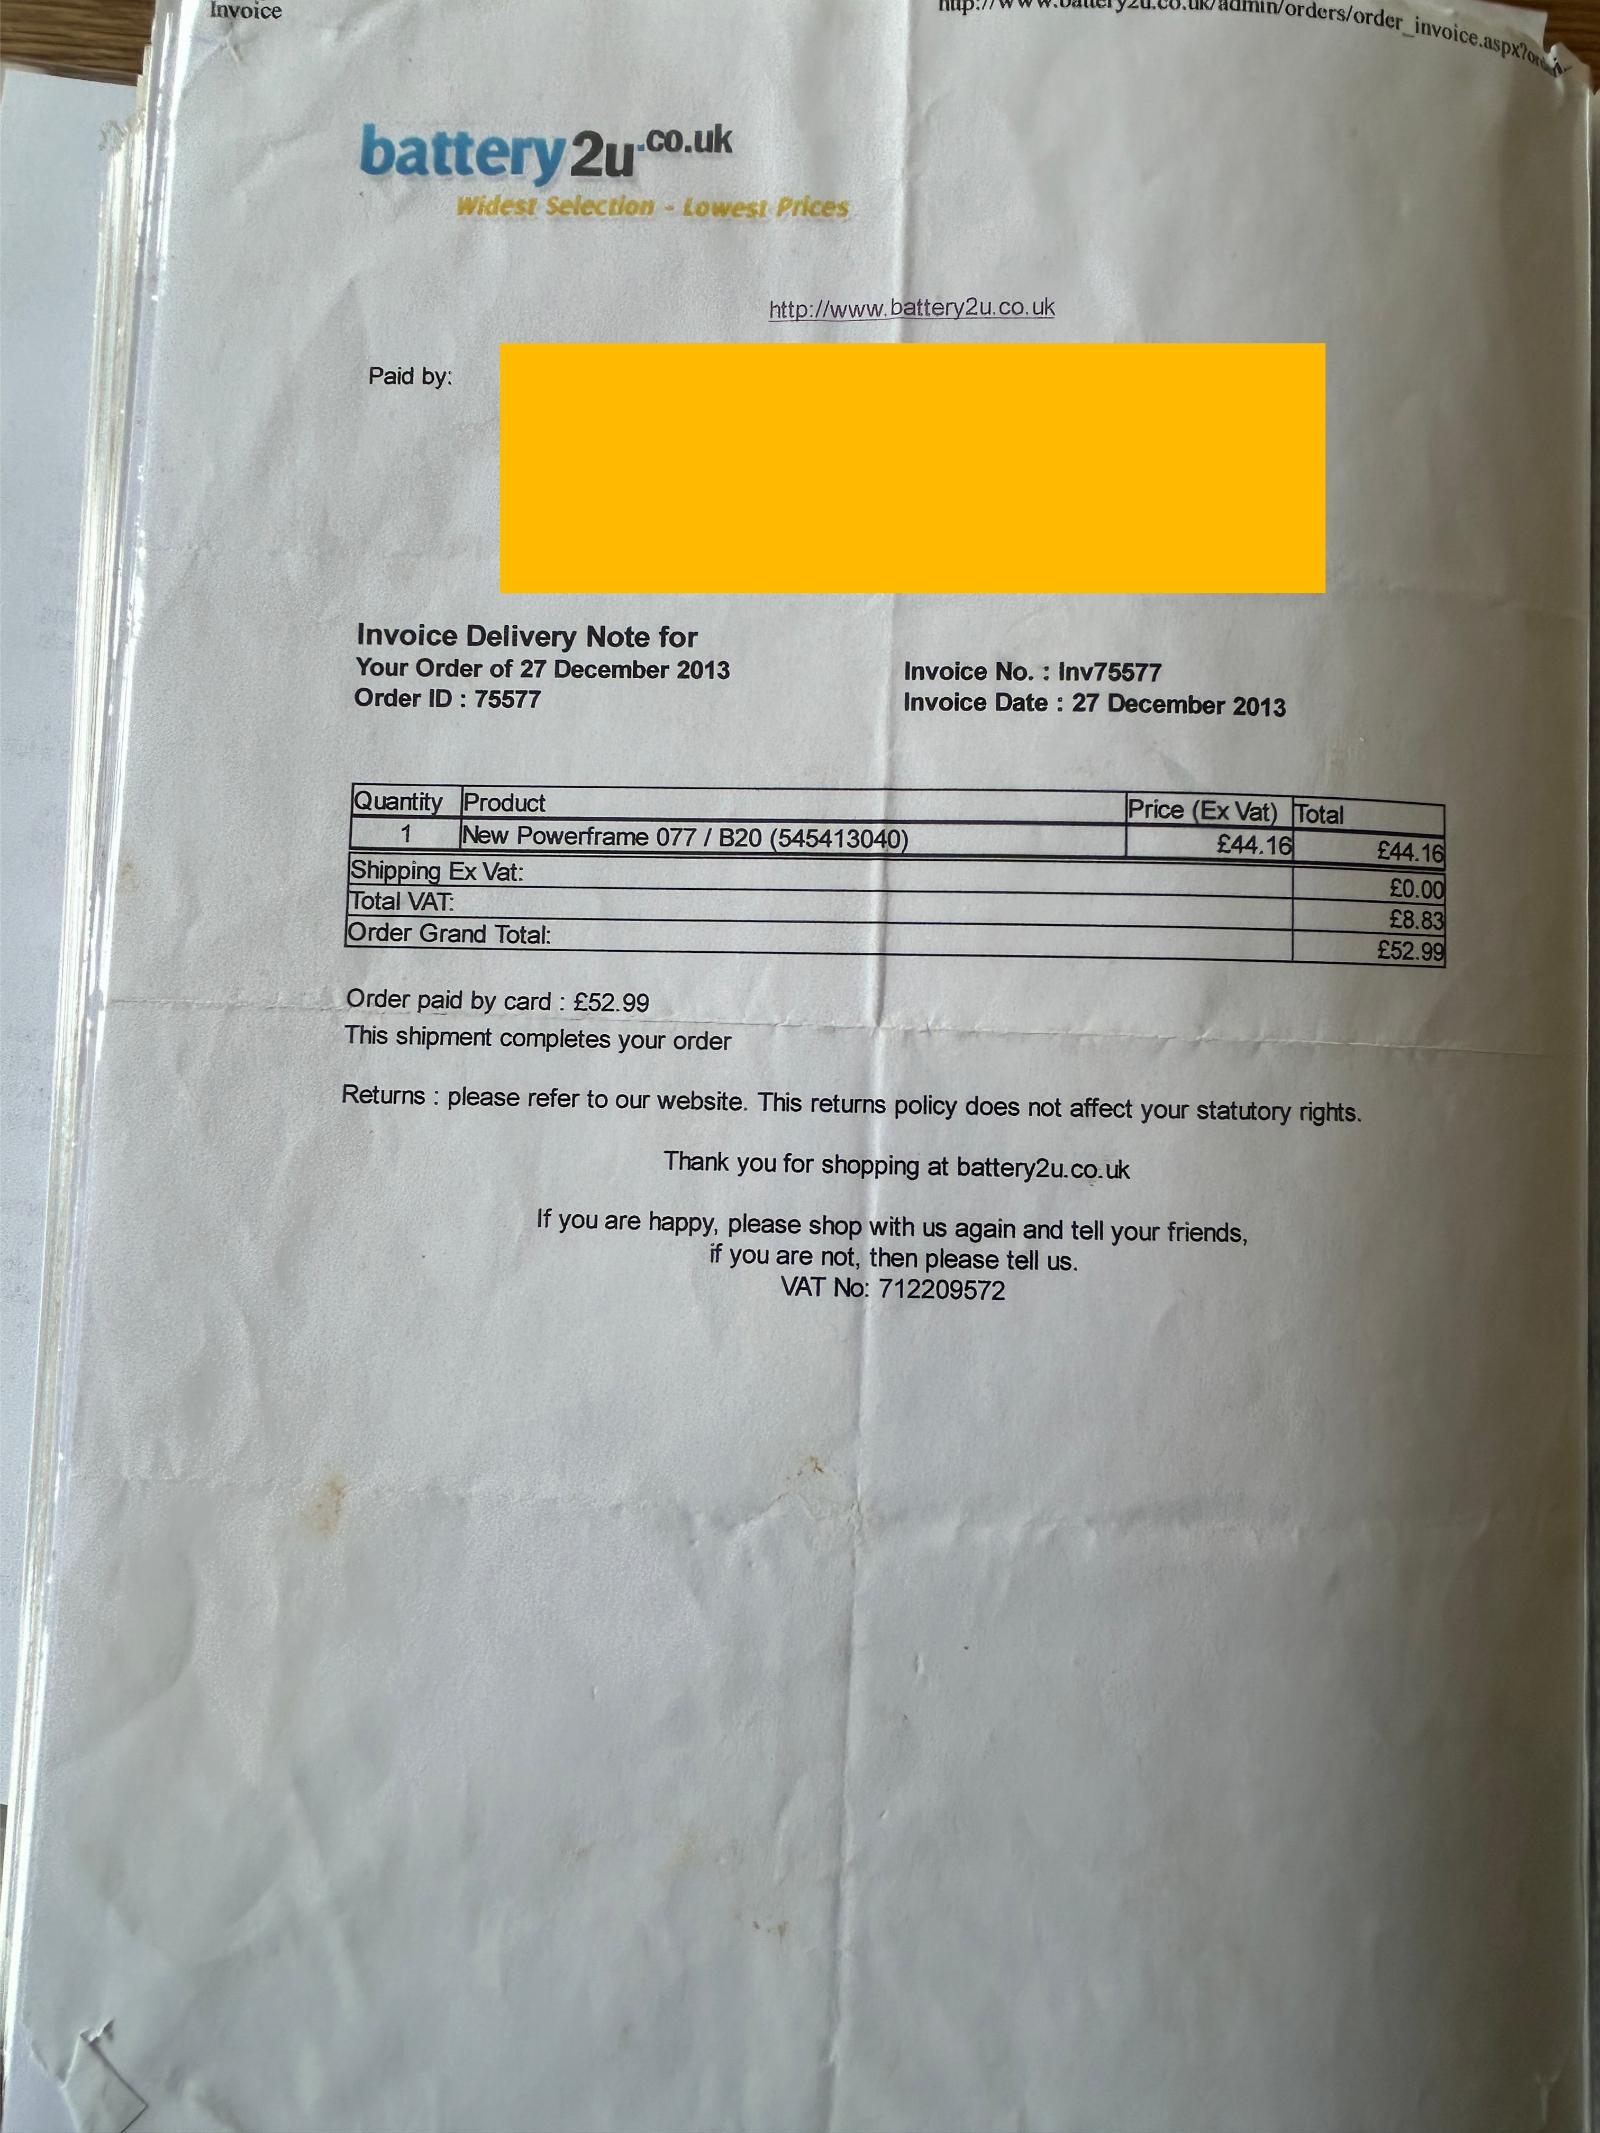 Invoice
http://www.battery2u.co.uk/admin/orders/order_invoice.aspx?
battery2u.co.uk
Widest Selection - Lowest Prices
http://www.battery2u.co.uk
Paid by:
Invoice Delivery Note for
Your Order of 27 December 2013
Order ID : 75577
Invoice No. : Inv75577
Invoice Date : 27 December 2013
Quantity Product Price (Ex Vat) Total
1 New Powerframe 077 / B20 (545413040) £44.16 £44.16
Shipping Ex Vat: £0.00
Total VAT: £8.83
Order Grand Total: £52.99
Order paid by card : £52.99
This shipment completes your order
Returns : please refer to our website. This returns policy does not affect your statutory rights.
Thank you for shopping at battery2u.co.uk
If you are happy, please shop with us again and tell your friends,
if you are not, then please tell us.
VAT No: 712209572